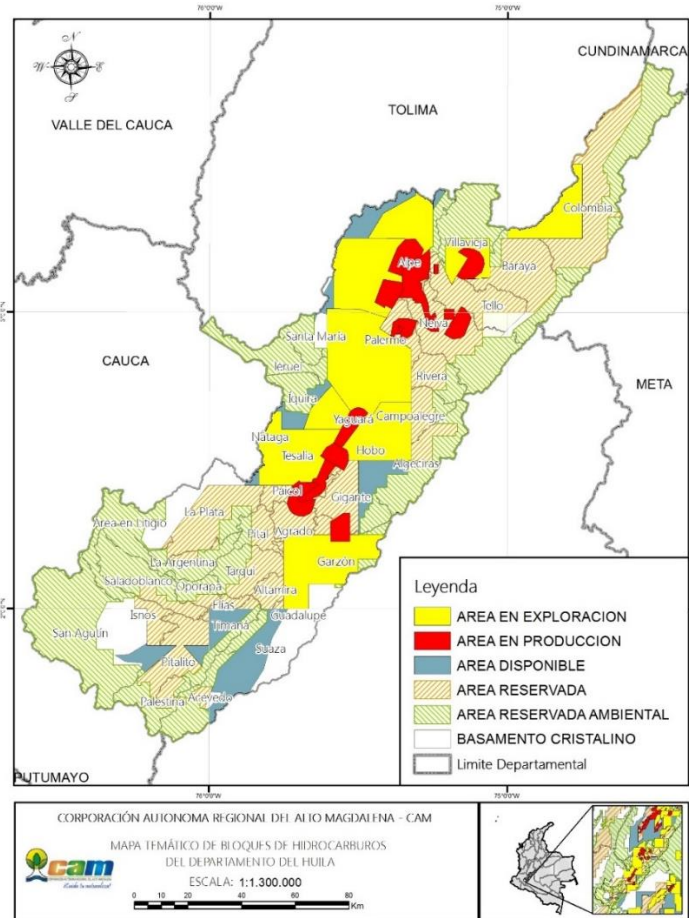 76°0'0"W
75°0'0"W
N
W
E
S
CUNDINAMARCA
TOLIMA
VALLE DEL CAUCA
Colombia
Villavieja
Aipe
Baraya
Tello
Neiva
Santa María
Palermo
CAUCA
META
Teruel
Rivera
Íquira
Yaguará
Campoalegre
Nátaga
Tesalia
Hobo
Algeciras
Paicol
Gigante
La Plata
Área en Litigio
Pital
Agrado
La Argentina
Garzón
Tarqui
Saladoblanco
Oporapa
Altamira
Elías
Guadalupe
Isnos
Timaná
San Agutín
Suaza
Pitalito
Acevedo
Palestina
PUTUMAYO
Leyenda
AREA EN EXPLORACION
AREA EN PRODUCCION
AREA DISPONIBLE
AREA RESERVADA
AREA RESERVADA AMBIENTAL
BASAMENTO CRISTALINO
Limite Departamental
76°0'0"W
75°0'0"W
CORPORACIÓN AUTONOMA REGIONAL DEL ALTO MAGDALENA - CAM
MAPA TEMÁTICO DE BLOQUES DE HIDROCARBUROS
DEL DEPARTAMENTO DEL HUILA
ESCALA: 1:1.300.000
cam
0 10 20 40 60 80
Km